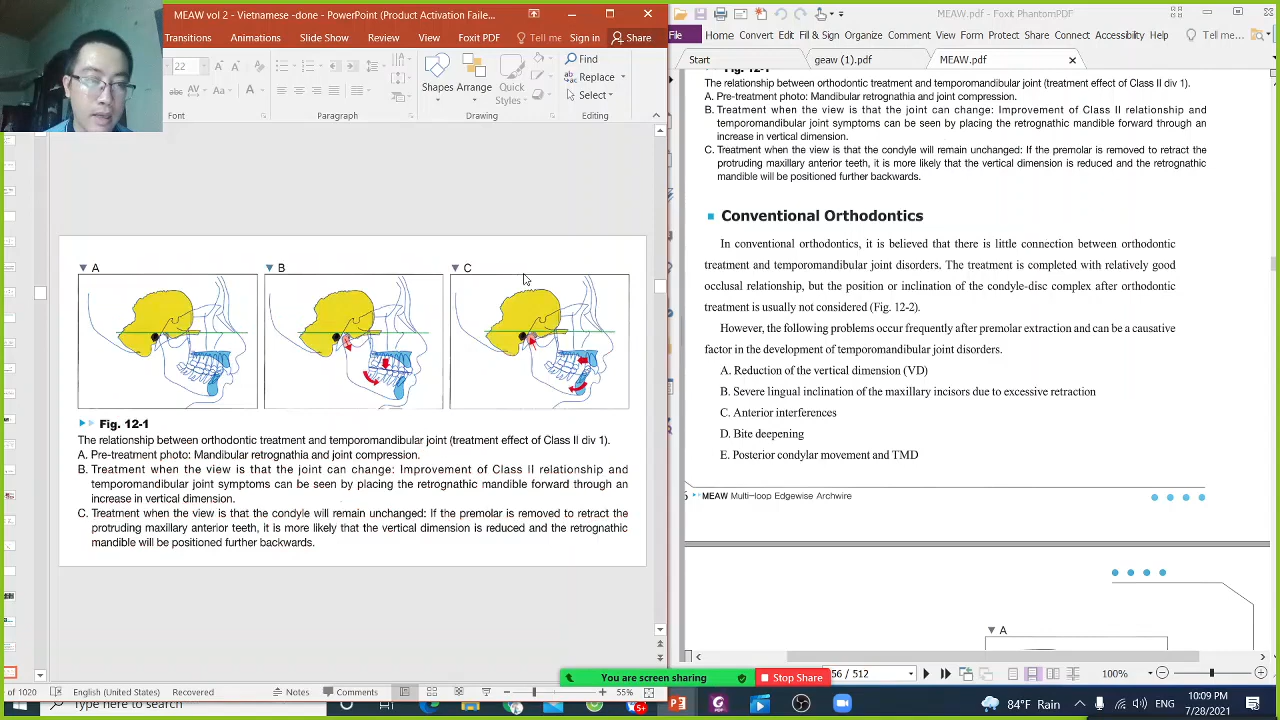 MEAW vol 2 - Vietnamese -done - PowerPoint (Product Activation Faile...
Transitions Animations Slide Show Review View Foxit PDF Tell me... Sign in Share
22
Find
Replace
Select
Shapes Arrange Quick Styles
Font Paragraph Drawing Editing
A B C
Fig. 12-1
The relationship between orthodontic treatment and temporomandibular joint (treatment effect of Class II div 1).
A. Pre-treatment photo: Mandibular retrognathia and joint compression.
B. Treatment when the view is that the joint can change: Improvement of Class II relationship and
temporomandibular joint symptoms can be seen by placing the retrognathic mandible forward through an
increase in vertical dimension.
C. Treatment when the view is that the condyle will remain unchanged: If the premolar is removed to retract the
protruding maxillary anterior teeth, it is more likely that the vertical dimension is reduced and the retrognathic
mandible will be positioned further backwards.
of 1020 English (United States) Recovered Notes Comments 55%
MEAW.pdf - Foxit PhantomPDF
File Home Convert Edit Fill & Sign Organize Comment View Form Protect Share Connect Accessibility Tell me...
Start geaw (1).pdf MEAW.pdf
The relationship between orthodontic treatment and temporomandibular joint (treatment effect of Class II div 1).
A. Pre-treatment photo: Mandibular retrognathia and joint compression.
B. Treatment when the view is that the joint can change: Improvement of Class II relationship and
temporomandibular joint symptoms can be seen by placing the retrognathic mandible forward through an
increase in vertical dimension.
C. Treatment when the view is that the condyle will remain unchanged: If the premolar is removed to retract the
protruding maxillary anterior teeth, it is more likely that the vertical dimension is reduced and the retrognathic
mandible will be positioned further backwards.
Conventional Orthodontics
In conventional orthodontics, it is believed that there is little connection between orthodontic
treatment and temporomandibular joint disorders. The treatment is completed with relatively good
occlusal relationship, but the position or inclination of the condyle-disc complex after orthodontic
treatment is usually not considered (Fig. 12-2).
However, the following problems occur frequently after premolar extraction and can be a causative
factor in the development of temporomandibular joint disorders.
A. Reduction of the vertical dimension (VD)
B. Severe lingual inclination of the maxillary incisors due to excessive retraction
C. Anterior interferences
D. Bite deepening
E. Posterior condylar movement and TMD
MEAW Multi-loop Edgewise Archwire
A
56 / 512
You are screen sharing Stop Share
Type here to search
84°F Rain ENG 10:09 PM
7/28/2021